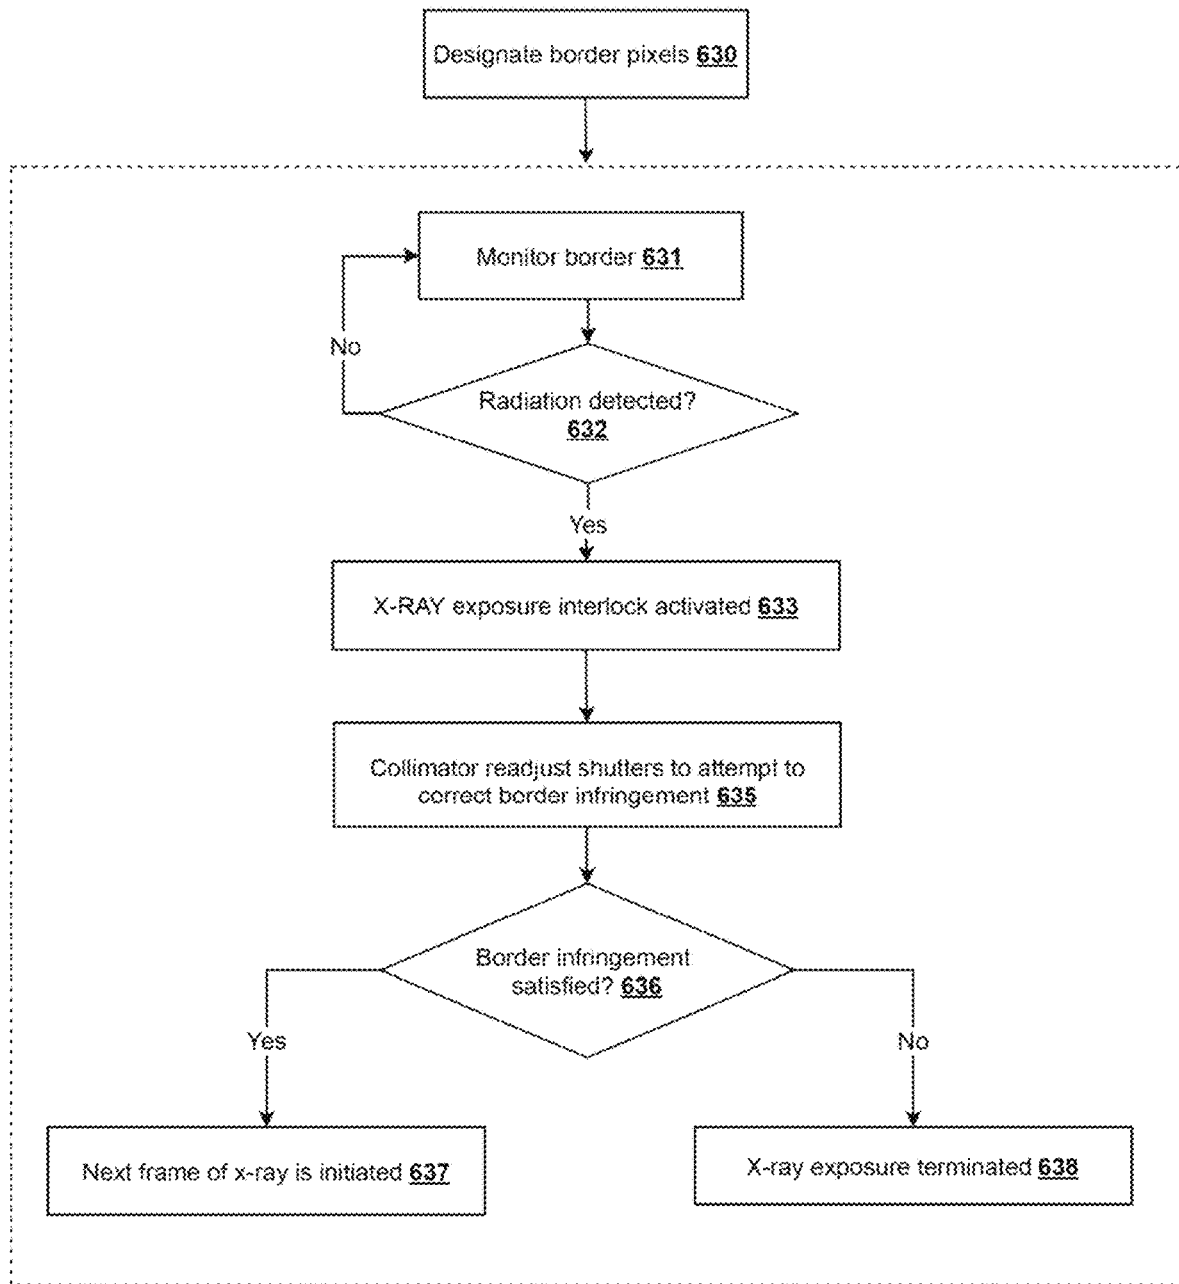 Designate border pixels 630
Monitor border 631
No
Radiation detected?
632
Yes
X-RAY exposure interlock activated 633
Collimator readjust shutters to attempt to
correct border infringement 635
Border infringement
satisfied? 636
Yes
No
Next frame of x-ray is initiated 637
X-ray exposure terminated 638